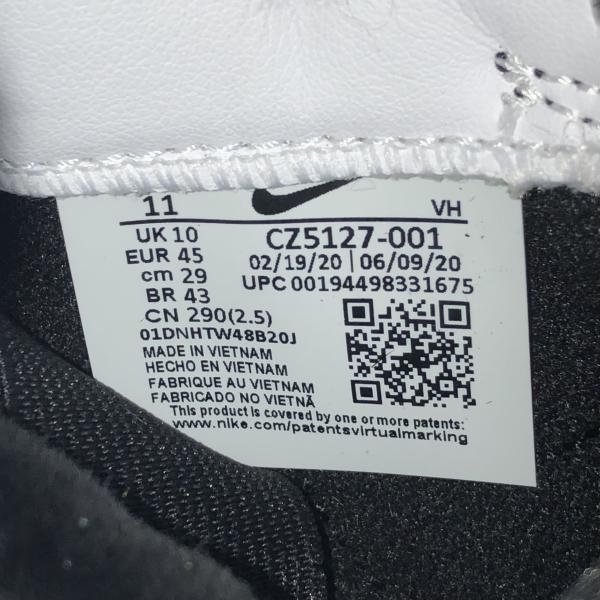 11 VH
UK 10
EUR 45
cm 29
BR 43
CN 290(2.5)
CZ5127-001
02/19/20 | 06/09/20
UPC 00194498331675
01DNHTW48B20J
MADE IN VIETNAM
HECHO EN VIETNAM
FABRIQUE AU VIETNAM
FABRICADO NO VIETNÃ
This product is covered by one or more patents:
www.nike.com/patentsvirtualmarking